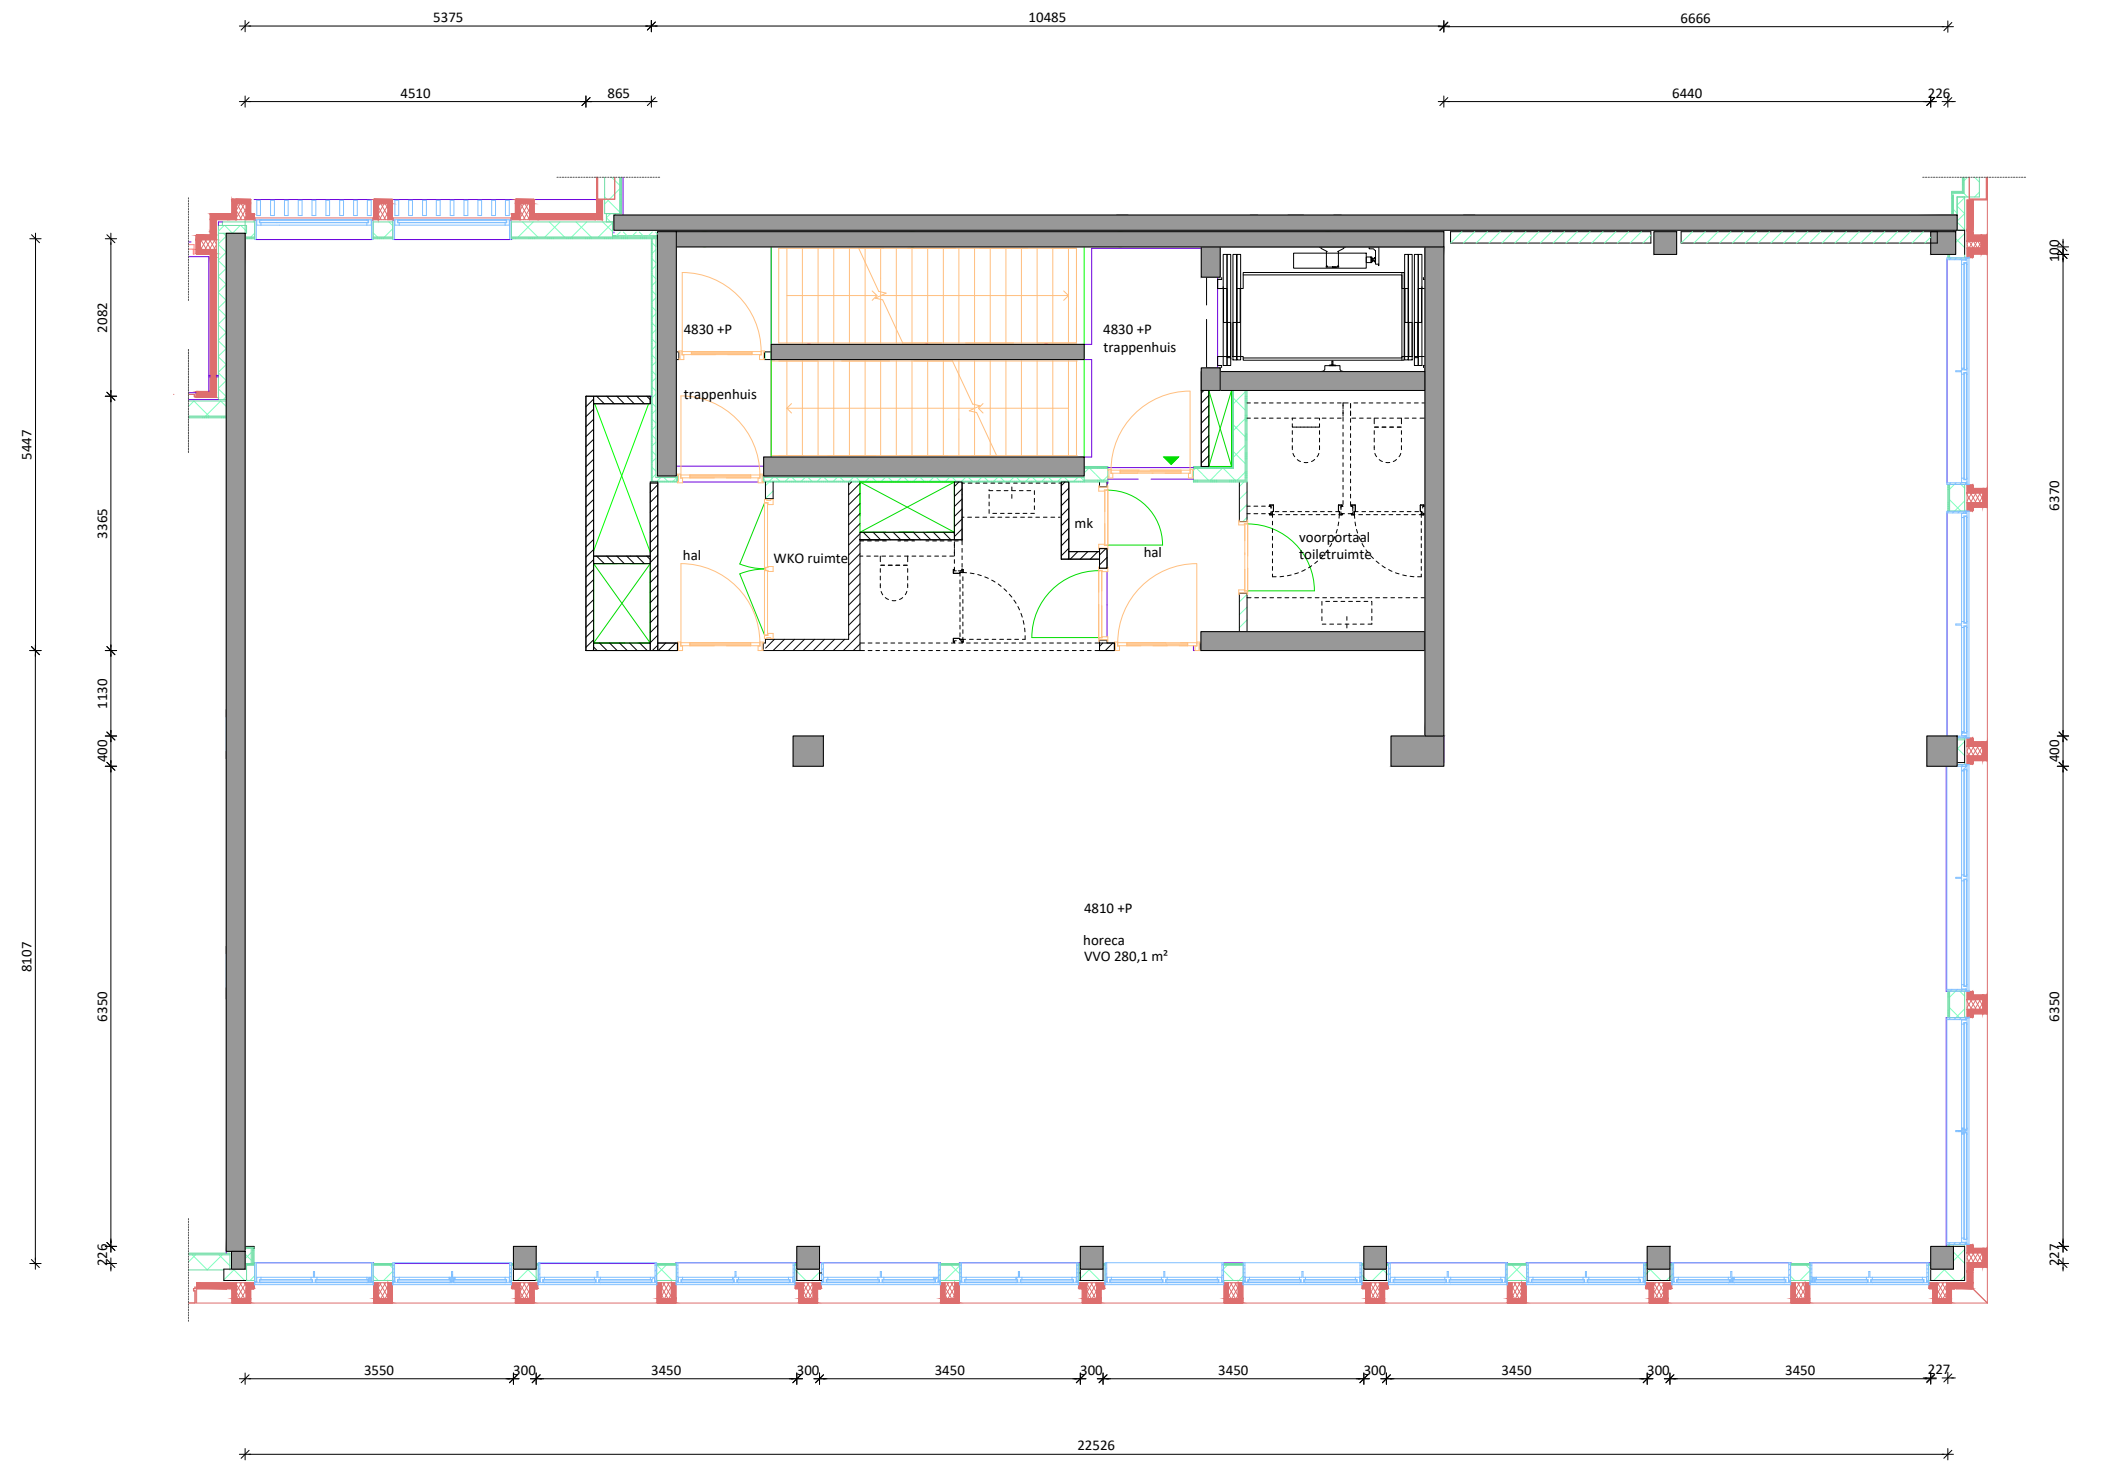 5375
10485
6666
4510
865
6440
226
100
2082
5447
3365
1130
400
8107
6350
226
6370
400
6350
227
4830 +P
trappenhuis
4830 +P
trappenhuis
hal
WKO ruimte
mk
hal
voorportaal
toiletruimte
4810 +P
horeca
VVO 280,1 m²
3550
300
3450
300
3450
300
3450
300
3450
300
3450
227
22526